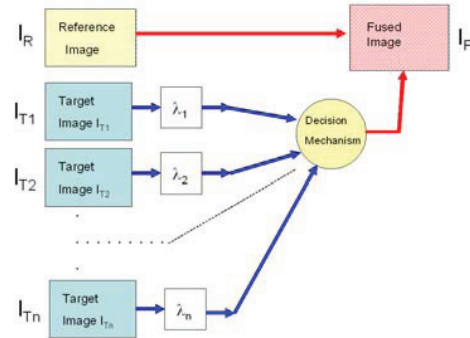 I_R
Reference
Image
Fused
Image
I_F
I_T1
Target
Image I_T1
λ_1
Decision
Mechanism
I_T2
Target
Image I_T2
λ_2
I_Tn
Target
Image I_Tn
λ_n